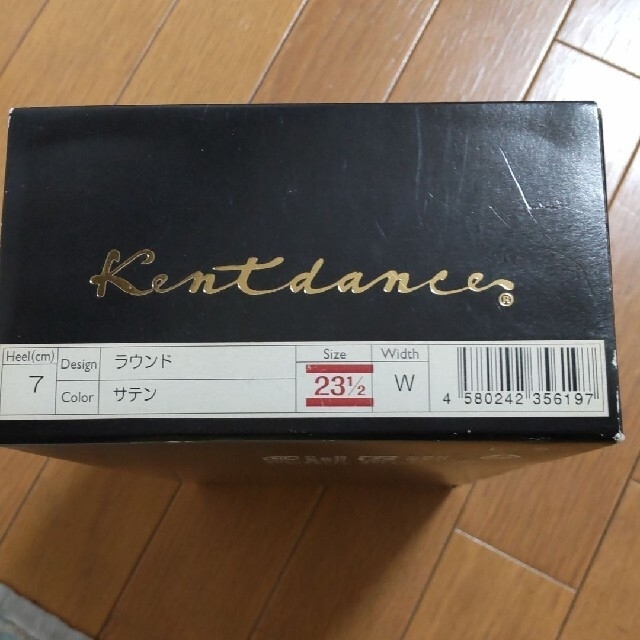 Kentdance®
Heel(cm) 7
Design ラウンド
Color サテン
Size 23½
Width W
4 580242 356197